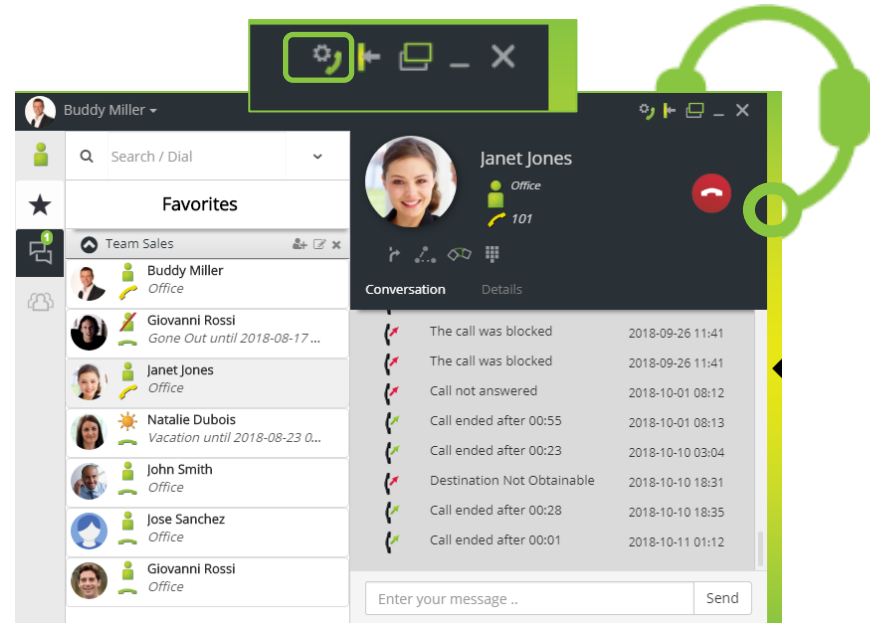 Buddy Miller
Search / Dial
Favorites
1
Team Sales
Buddy Miller
Office
Giovanni Rossi
Gone Out until 2018-08-17 ...
Janet Jones
Office
Natalie Dubois
Vacation until 2018-08-23 0...
John Smith
Office
Jose Sanchez
Office
Giovanni Rossi
Office
Janet Jones
Office
101
Conversation Details
The call was blocked 2018-09-26 11:41
The call was blocked 2018-09-26 11:41
Call not answered 2018-10-01 08:12
Call ended after 00:55 2018-10-01 08:13
Call ended after 00:23 2018-10-10 03:04
Destination Not Obtainable 2018-10-10 18:31
Call ended after 00:28 2018-10-10 18:35
Call ended after 00:01 2018-10-11 01:12
Enter your message .. Send